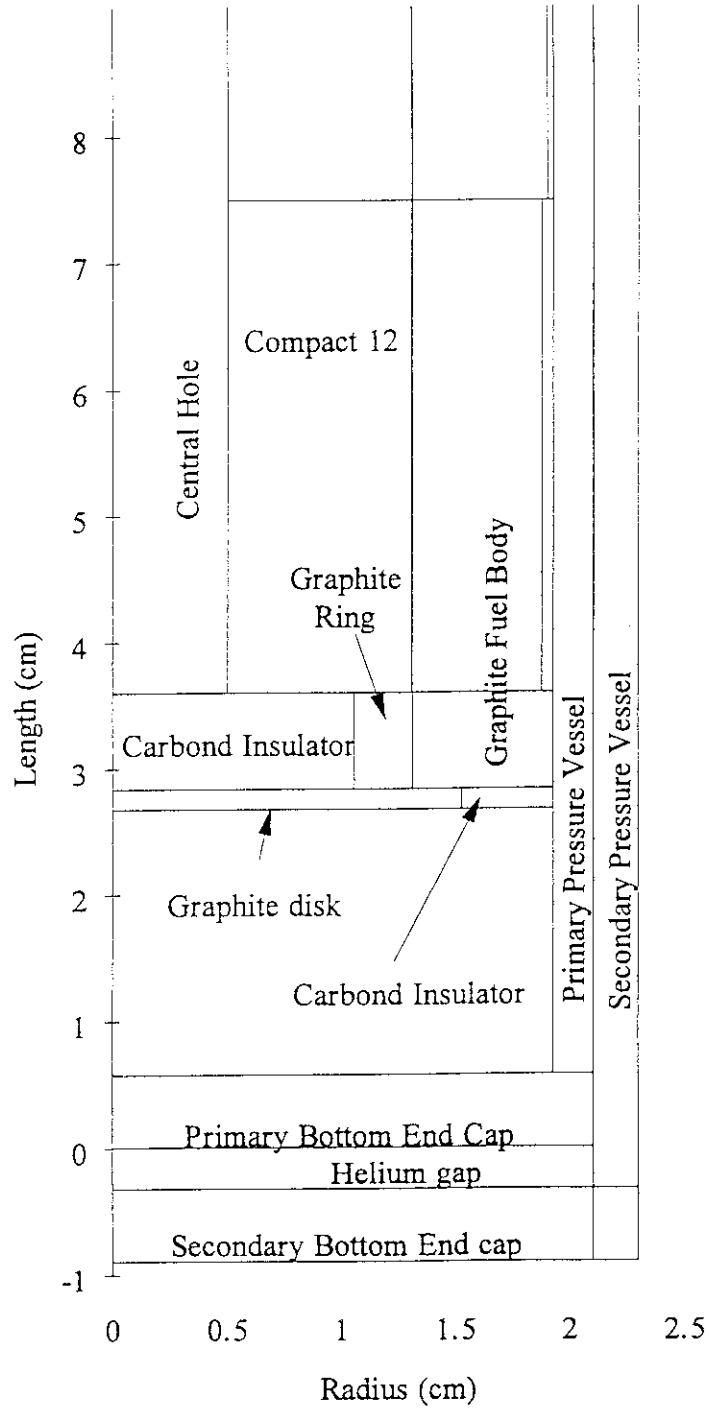 8
7
Compact 12
6
Central Hole
5
Graphite
Ring
Graphite Fuel Body
4
Length (cm)
Carbond Insulator
3
Primary Pressure Vessel
Secondary Pressure Vessel
2
Graphite disk
Carbond Insulator
1
Primary Bottom End Cap
0
Helium gap
Secondary Bottom End cap
-1
0 0.5 1 1.5 2 2.5
Radius (cm)